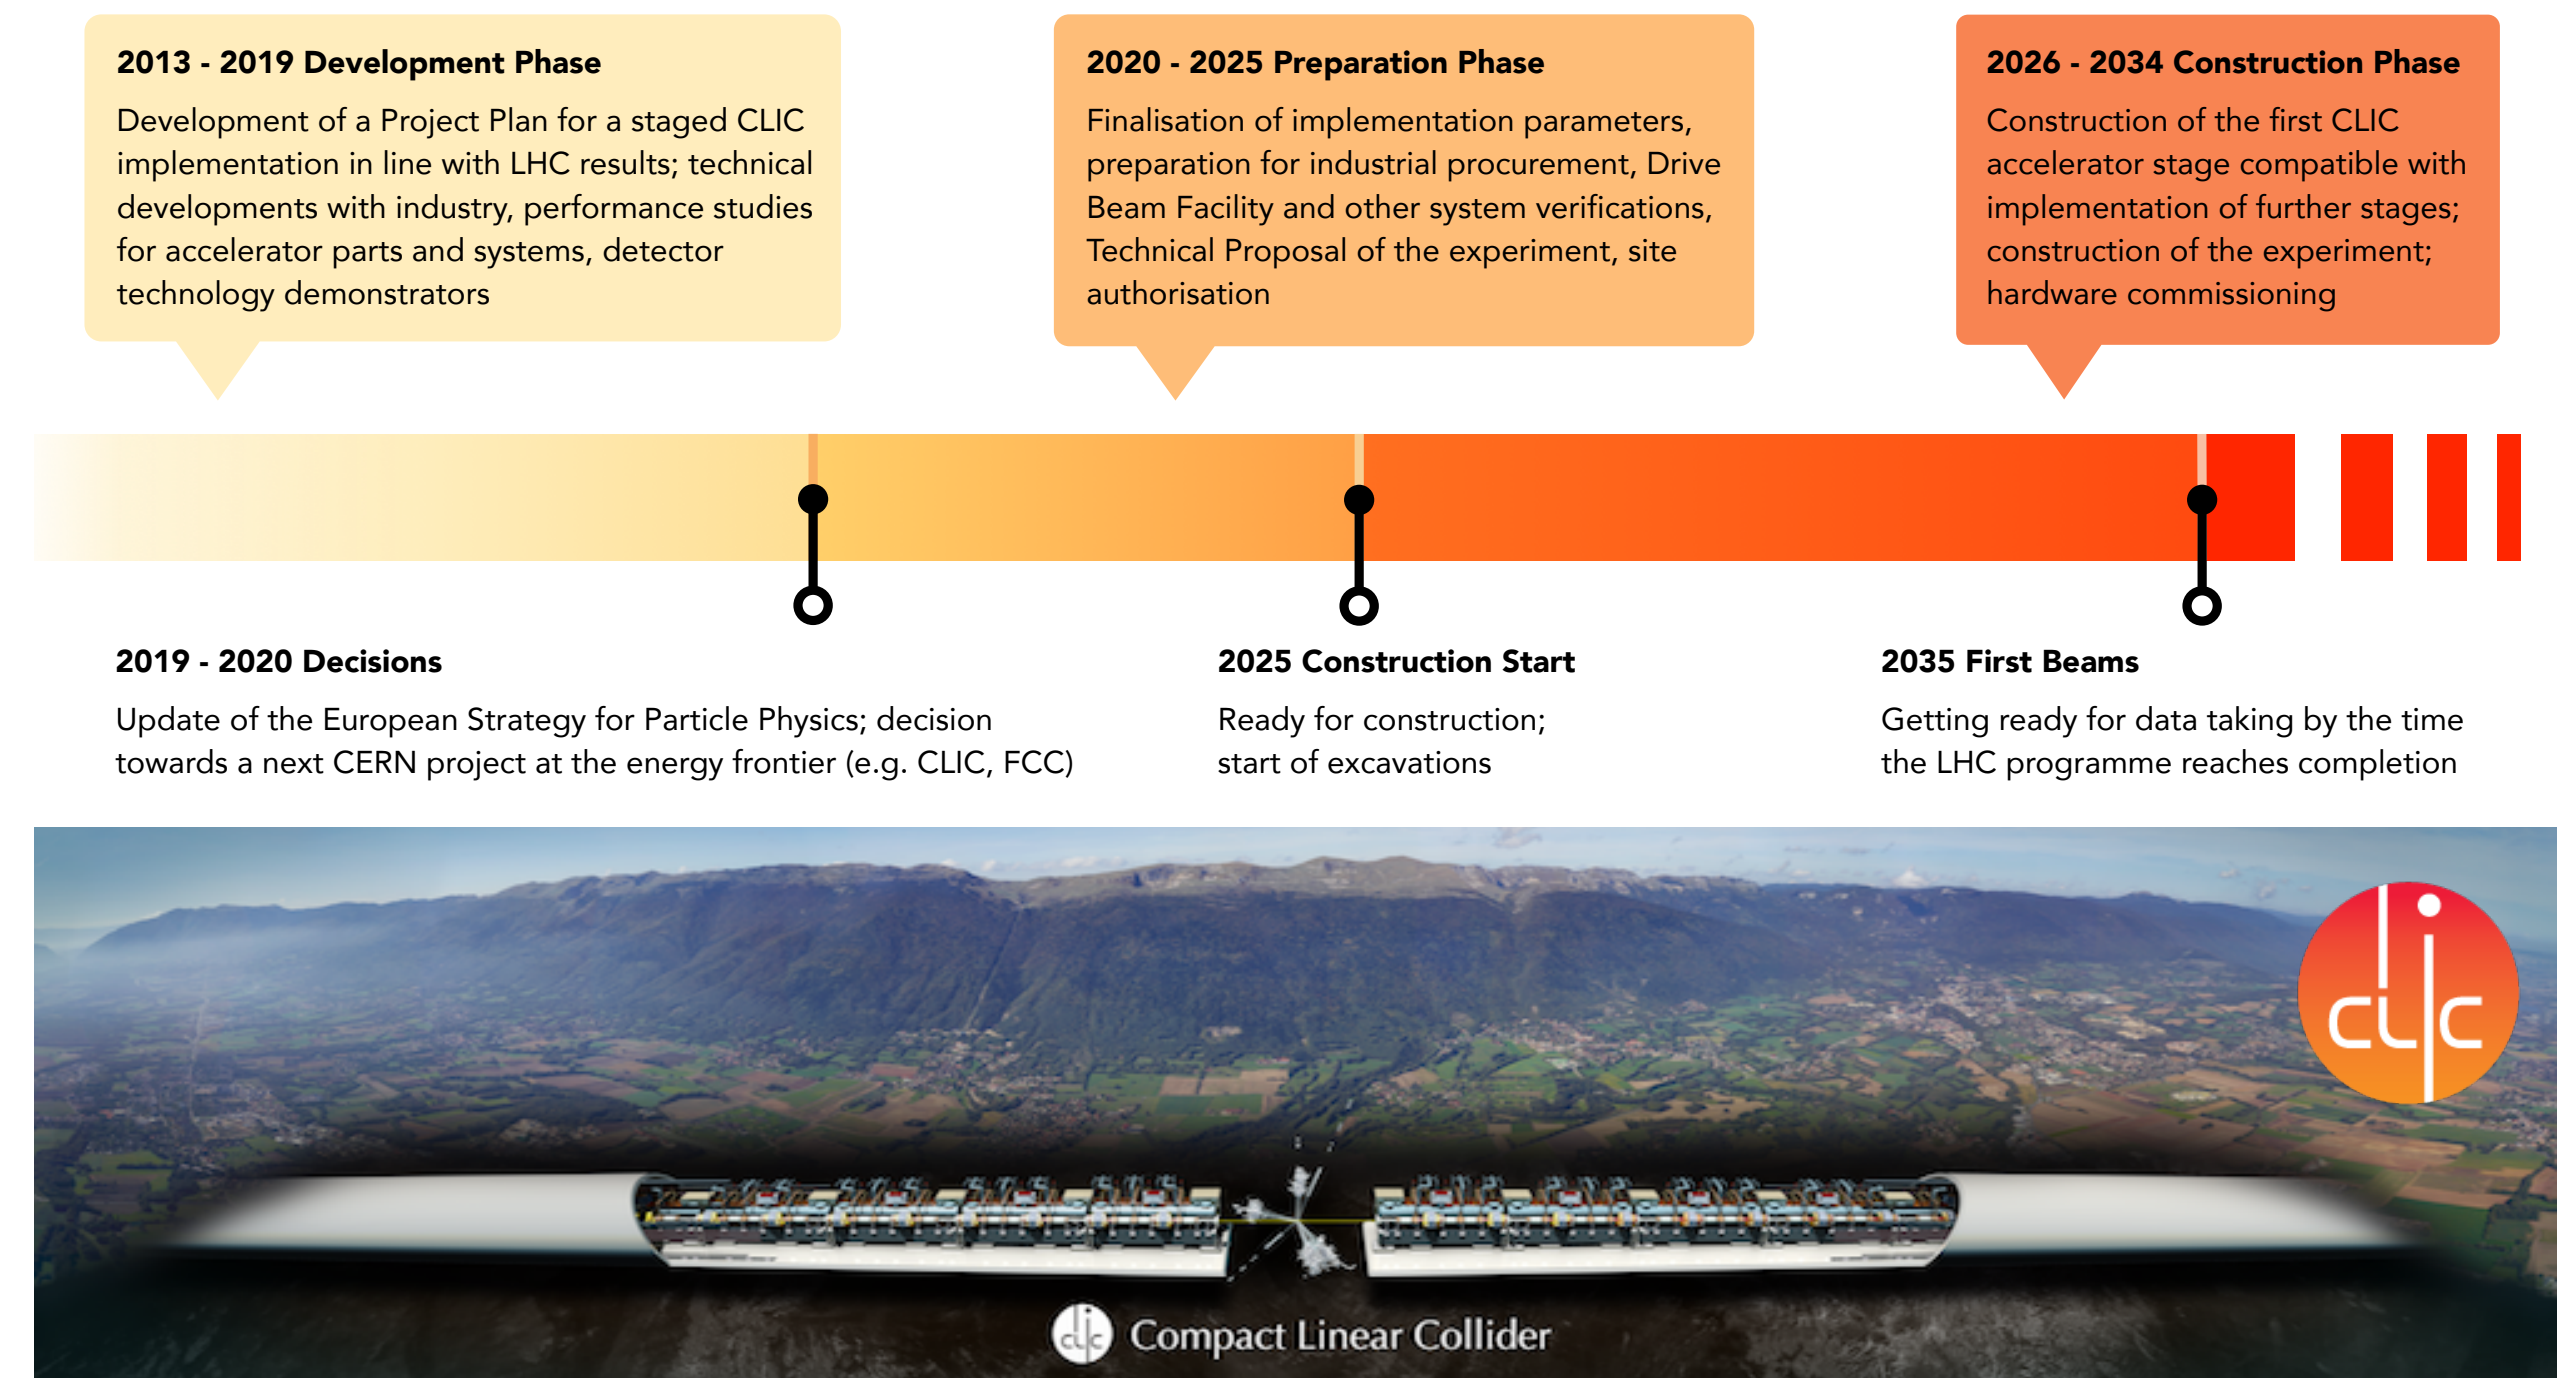 2013 - 2019 Development Phase
Development of a Project Plan for a staged CLIC
implementation in line with LHC results; technical
developments with industry, performance studies
for accelerator parts and systems, detector
technology demonstrators
2020 - 2025 Preparation Phase
Finalisation of implementation parameters,
preparation for industrial procurement, Drive
Beam Facility and other system verifications,
Technical Proposal of the experiment, site
authorisation
2026 - 2034 Construction Phase
Construction of the first CLIC
accelerator stage compatible with
implementation of further stages;
construction of the experiment;
hardware commissioning
2019 - 2020 Decisions
Update of the European Strategy for Particle Physics; decision
towards a next CERN project at the energy frontier (e.g. CLIC, FCC)
2025 Construction Start
Ready for construction;
start of excavations
2035 First Beams
Getting ready for data taking by the time
the LHC programme reaches completion
clic
clic Compact Linear Collider